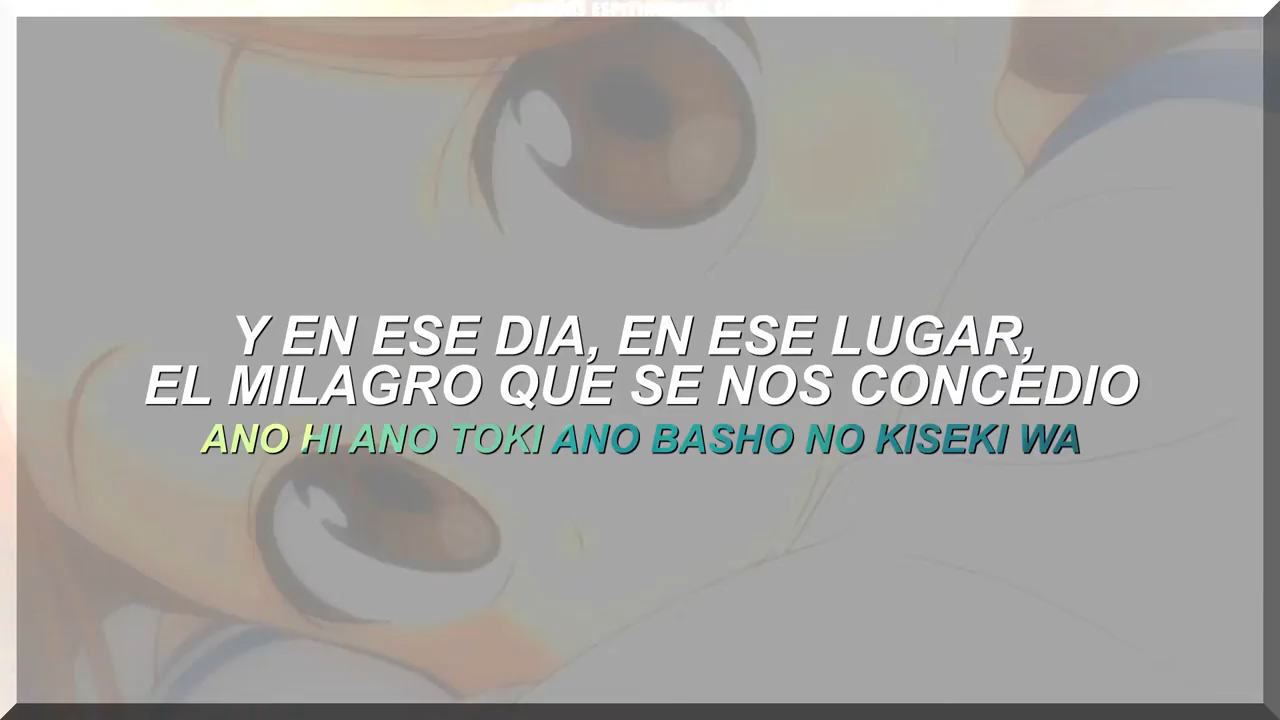 Y EN ESE DIA, EN ESE LUGAR,
EL MILAGRO QUE SE NOS CONCEDIO
ANO HI ANO TOKI ANO BASHO NO KISEKI WA